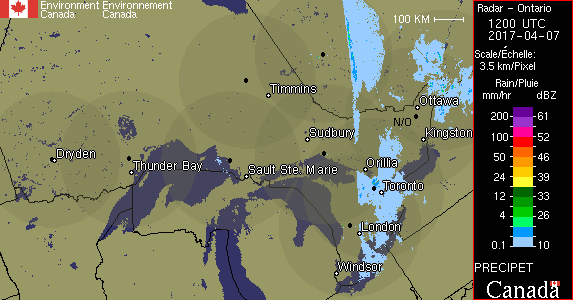 Environment Environnement
Canada Canada
100 KM
Timmins
Ottawa
N/O
Sudbury
Kingston
Dryden
Thunder Bay
Sault Ste. Marie
Orillia
Toronto
London
Windsor
Radar – Ontario
1200 UTC
2017-04-07
Scale/Échelle:
3.5 km/Pixel
Rain/Pluie
mm/hr dBZ
200 61
100 52
50 46
24 39
12 33
4 26
0.1 10
PRECIPET
Canada